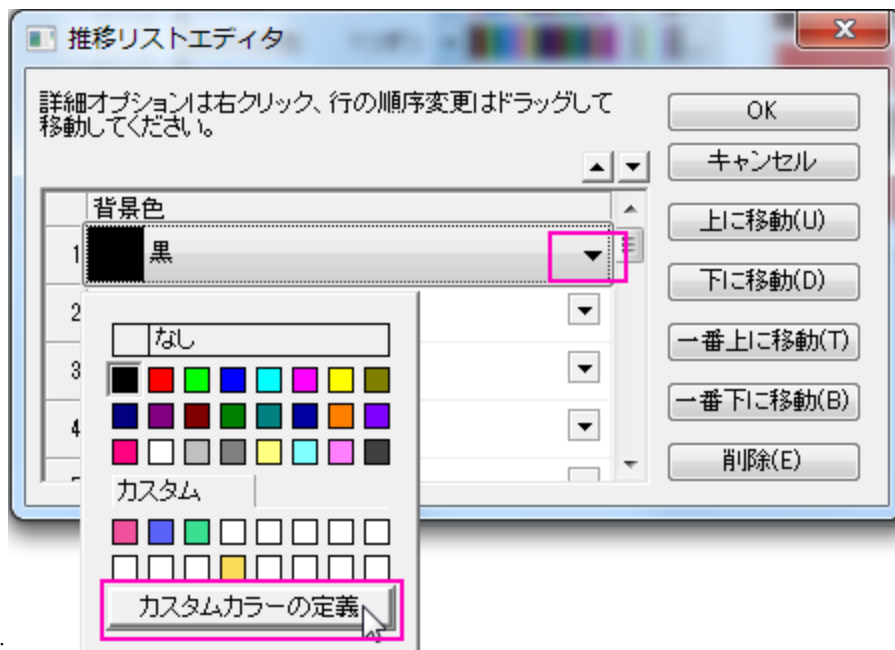 推移リストエディタ
詳細オプションは右クリック、行の順序変更はドラッグして
移動してください。
背景色
1 黒
2
3
4
なし
カスタム
カスタムカラーの定義
OK
キャンセル
上に移動(U)
下に移動(D)
一番上に移動(T)
一番下に移動(B)
削除(E)